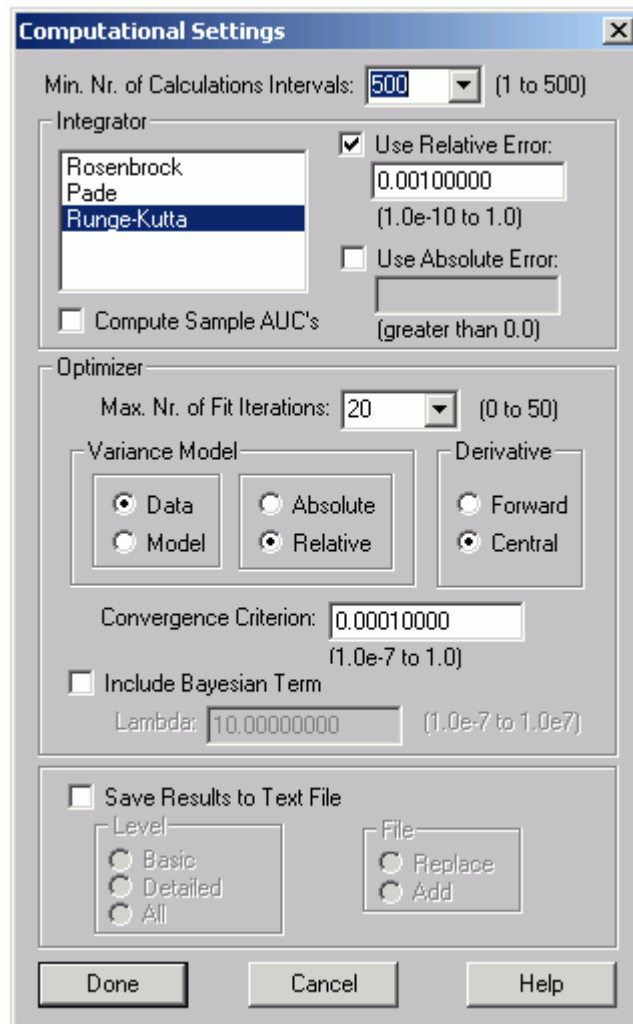 Computational Settings
Min. Nr. of Calculations Intervals: 500 (1 to 500)
Integrator
Rosenbrock
Pade
Runge-Kutta
Use Relative Error:
0.00100000
(1.0e-10 to 1.0)
Use Absolute Error:
(greater than 0.0)
Compute Sample AUC's
Optimizer
Max. Nr. of Fit Iterations: 20 (0 to 50)
Variance Model
Data
Model
Absolute
Relative
Derivative
Forward
Central
Convergence Criterion: 0.00010000
(1.0e-7 to 1.0)
Include Bayesian Term
Lambda: 10.00000000 (1.0e-7 to 1.0e7)
Save Results to Text File
Level
Basic
Detailed
All
File
Replace
Add
Done Cancel Help